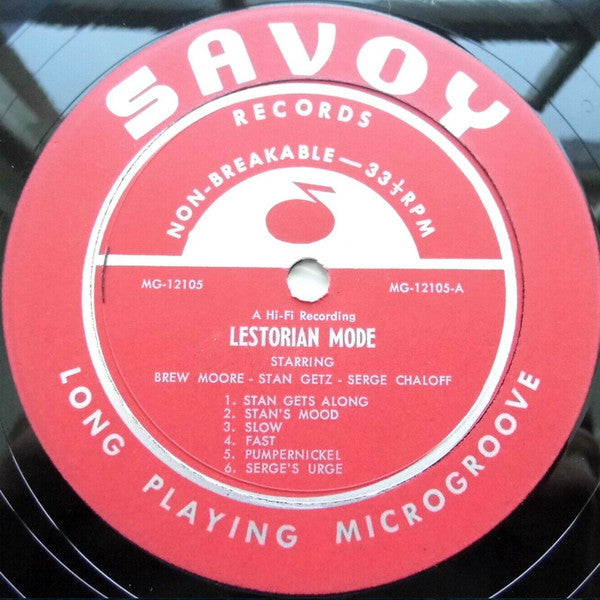 SAVOY
RECORDS
NON-BREAKABLE — 33⅓ RPM
MG-12105
MG-12105-A
A Hi-Fi Recording
LESTORIAN MODE
STARRING
BREW MOORE - STAN GETZ - SERGE CHALOFF
1. STAN GETS ALONG
2. STAN'S MOOD
3. SLOW
4. FAST
5. PUMPERNICKEL
6. SERGE'S URGE
LONG PLAYING MICROGROOVE